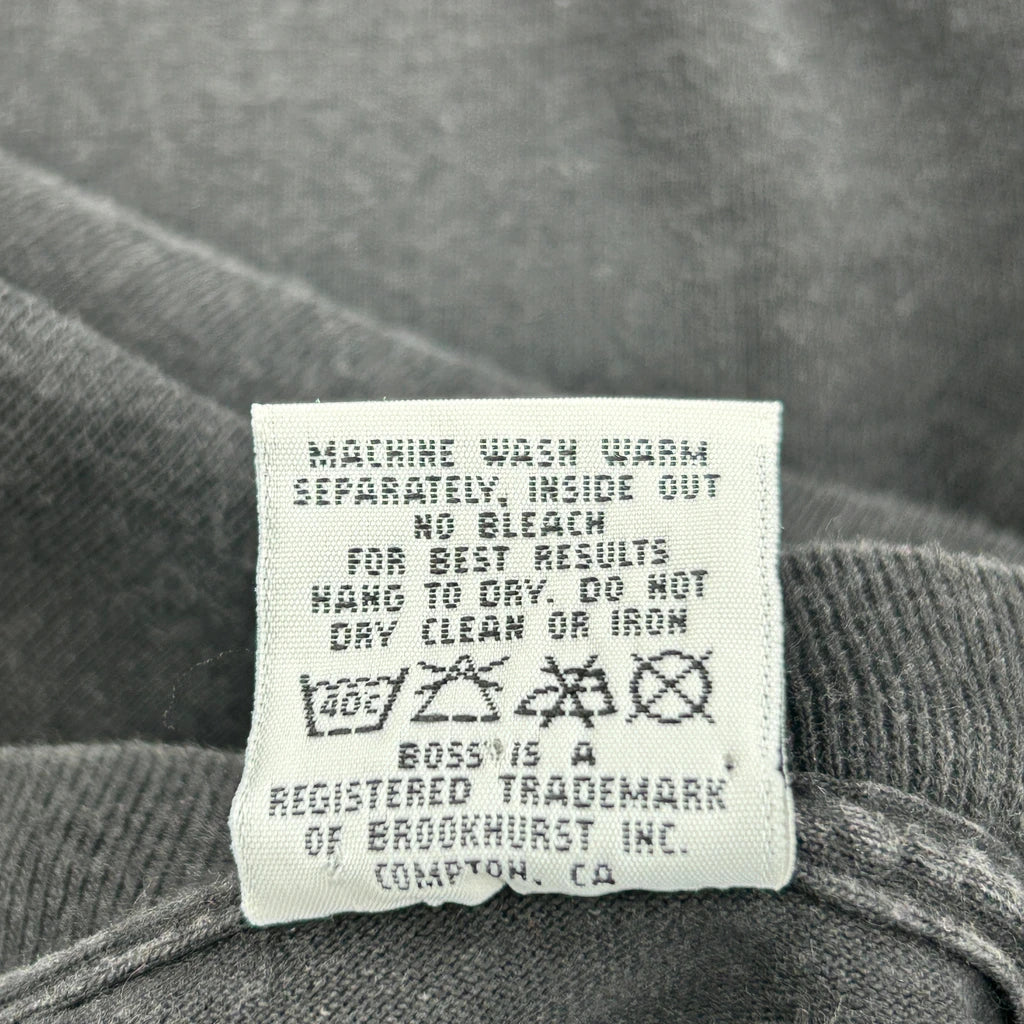 MACHINE WASH WARM
SEPARATELY, INSIDE OUT
NO BLEACH
FOR BEST RESULTS
HANG TO DRY. DO NOT
DRY CLEAN OR IRON
40C
BOSS IS A
REGISTERED TRADEMARK
OF BROOKHURST INC.
COMPTON, CA